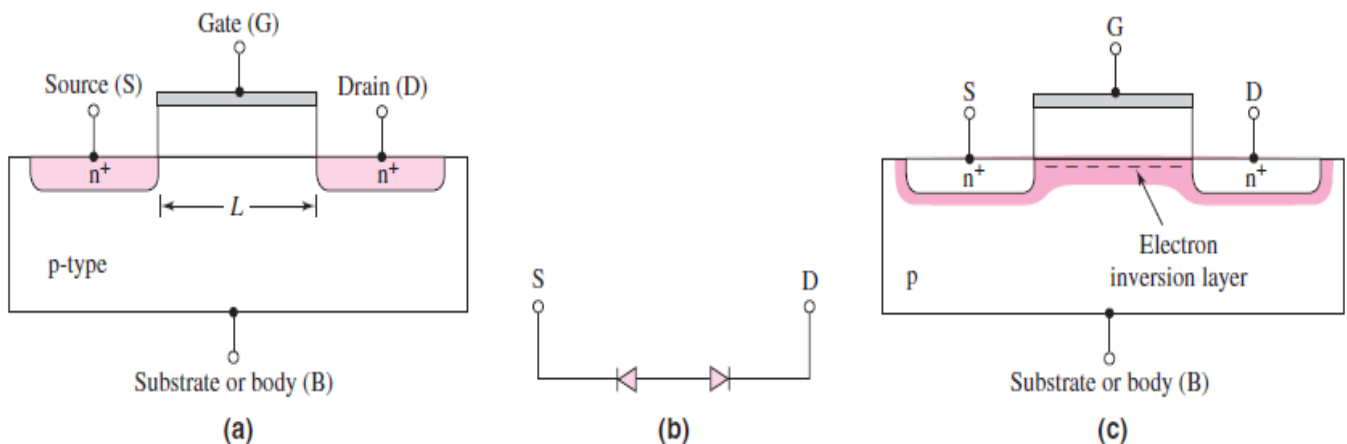 Gate (G)
Source (S)
Drain (D)
n+
n+
L
p-type
Substrate or body (B)
(a)
S
D
(b)
G
S
D
n+
n+
Electron
inversion layer
p
Substrate or body (B)
(c)